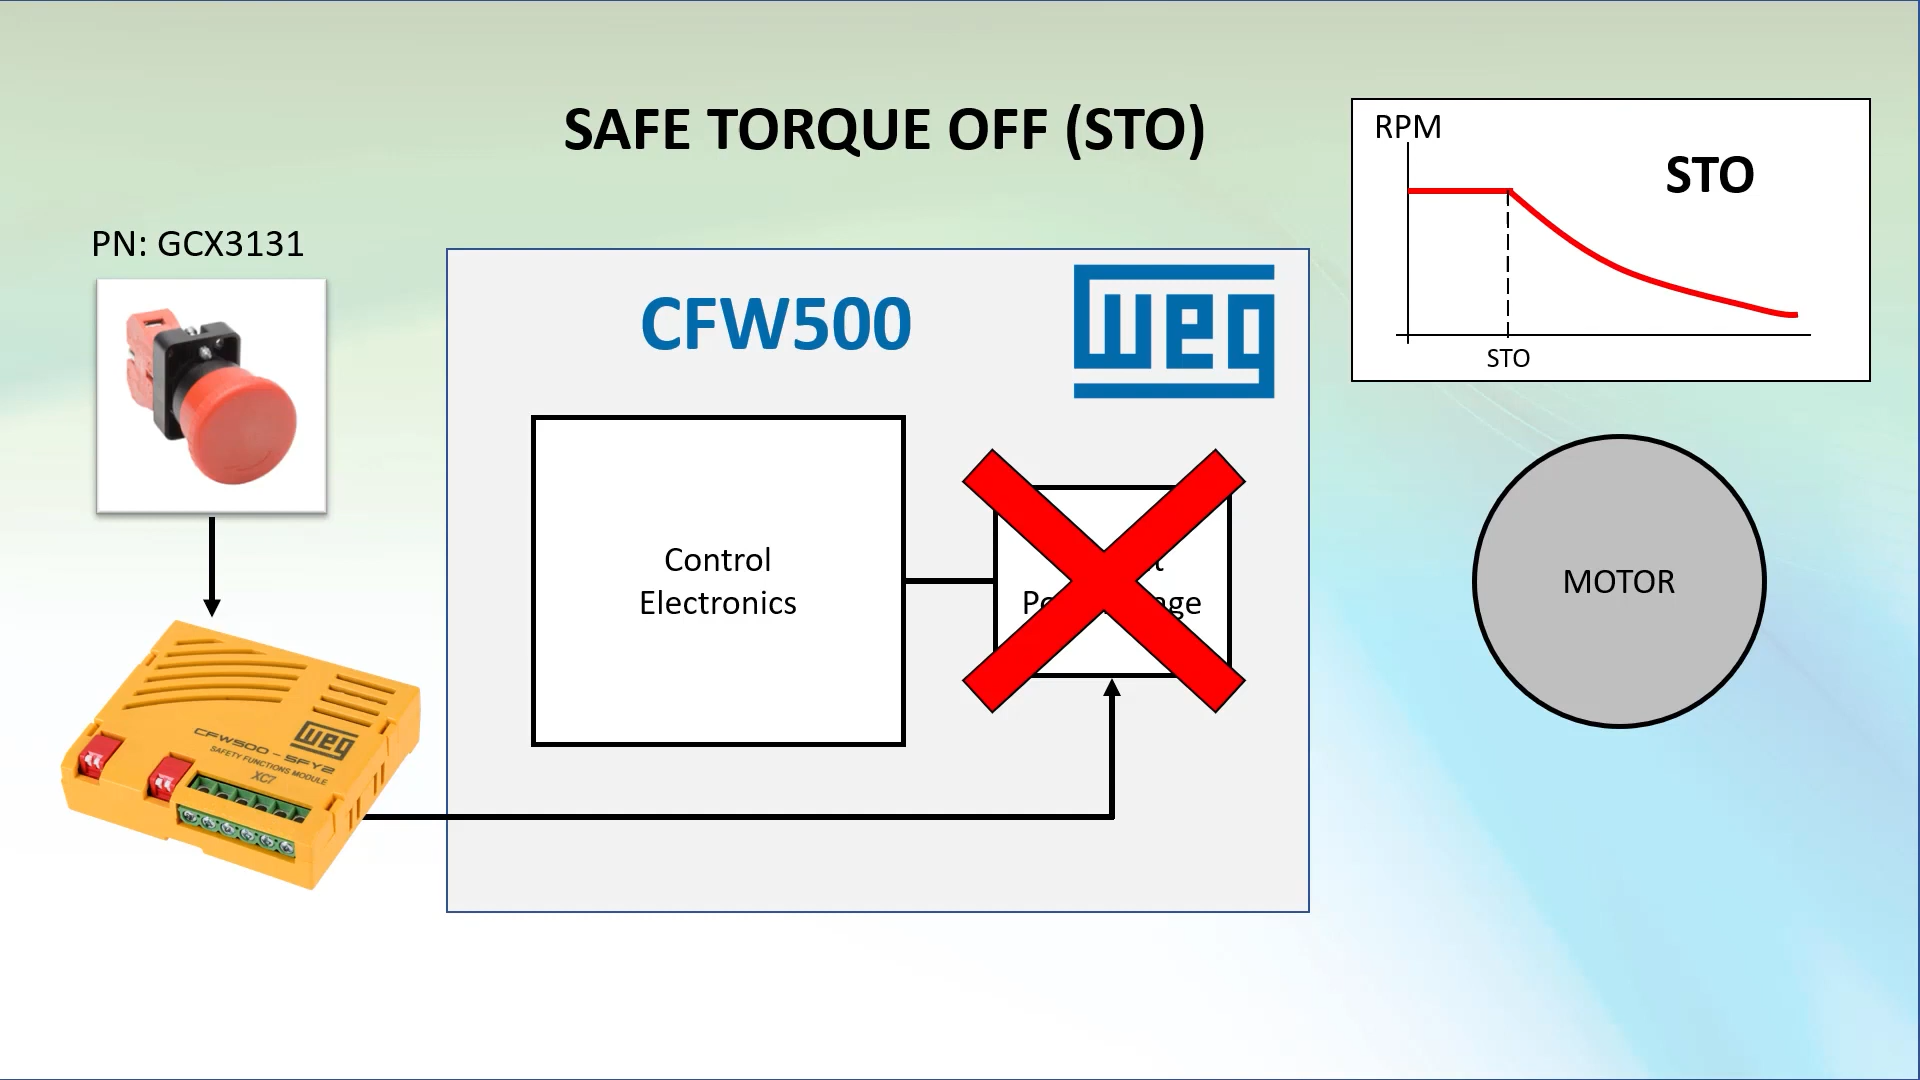 SAFE TORQUE OFF (STO)
RPM
STO
STO
PN: GCX3131
CFW500
weg
Control
Electronics
MOTOR
weg
CFW500 - SFY2
SAFETY FUNCTIONS MODULE
XC7